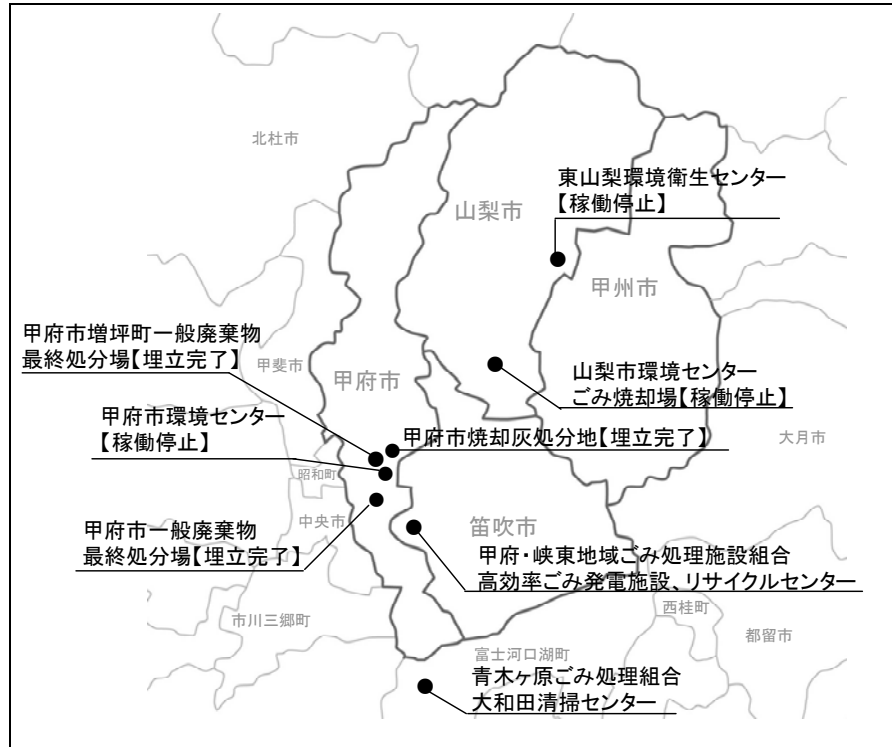 北杜市
東山梨環境衛生センター
【稼働停止】
山梨市
甲州市
甲府市増坪町一般廃棄物
最終処分場【埋立完了】
甲斐市
甲府市
山梨市環境センター
ごみ焼却場【稼働停止】
甲府市環境センター
【稼働停止】
甲府市焼却灰処分地【埋立完了】
大月市
昭和町
中央市
笛吹市
甲府市一般廃棄物
最終処分場【埋立完了】
甲府・峡東地域ごみ処理施設組合
高効率ごみ発電施設、リサイクルセンター
西桂町
市川三郷町
都留市
富士河口湖町
青木ヶ原ごみ処理組合
大和田清掃センター